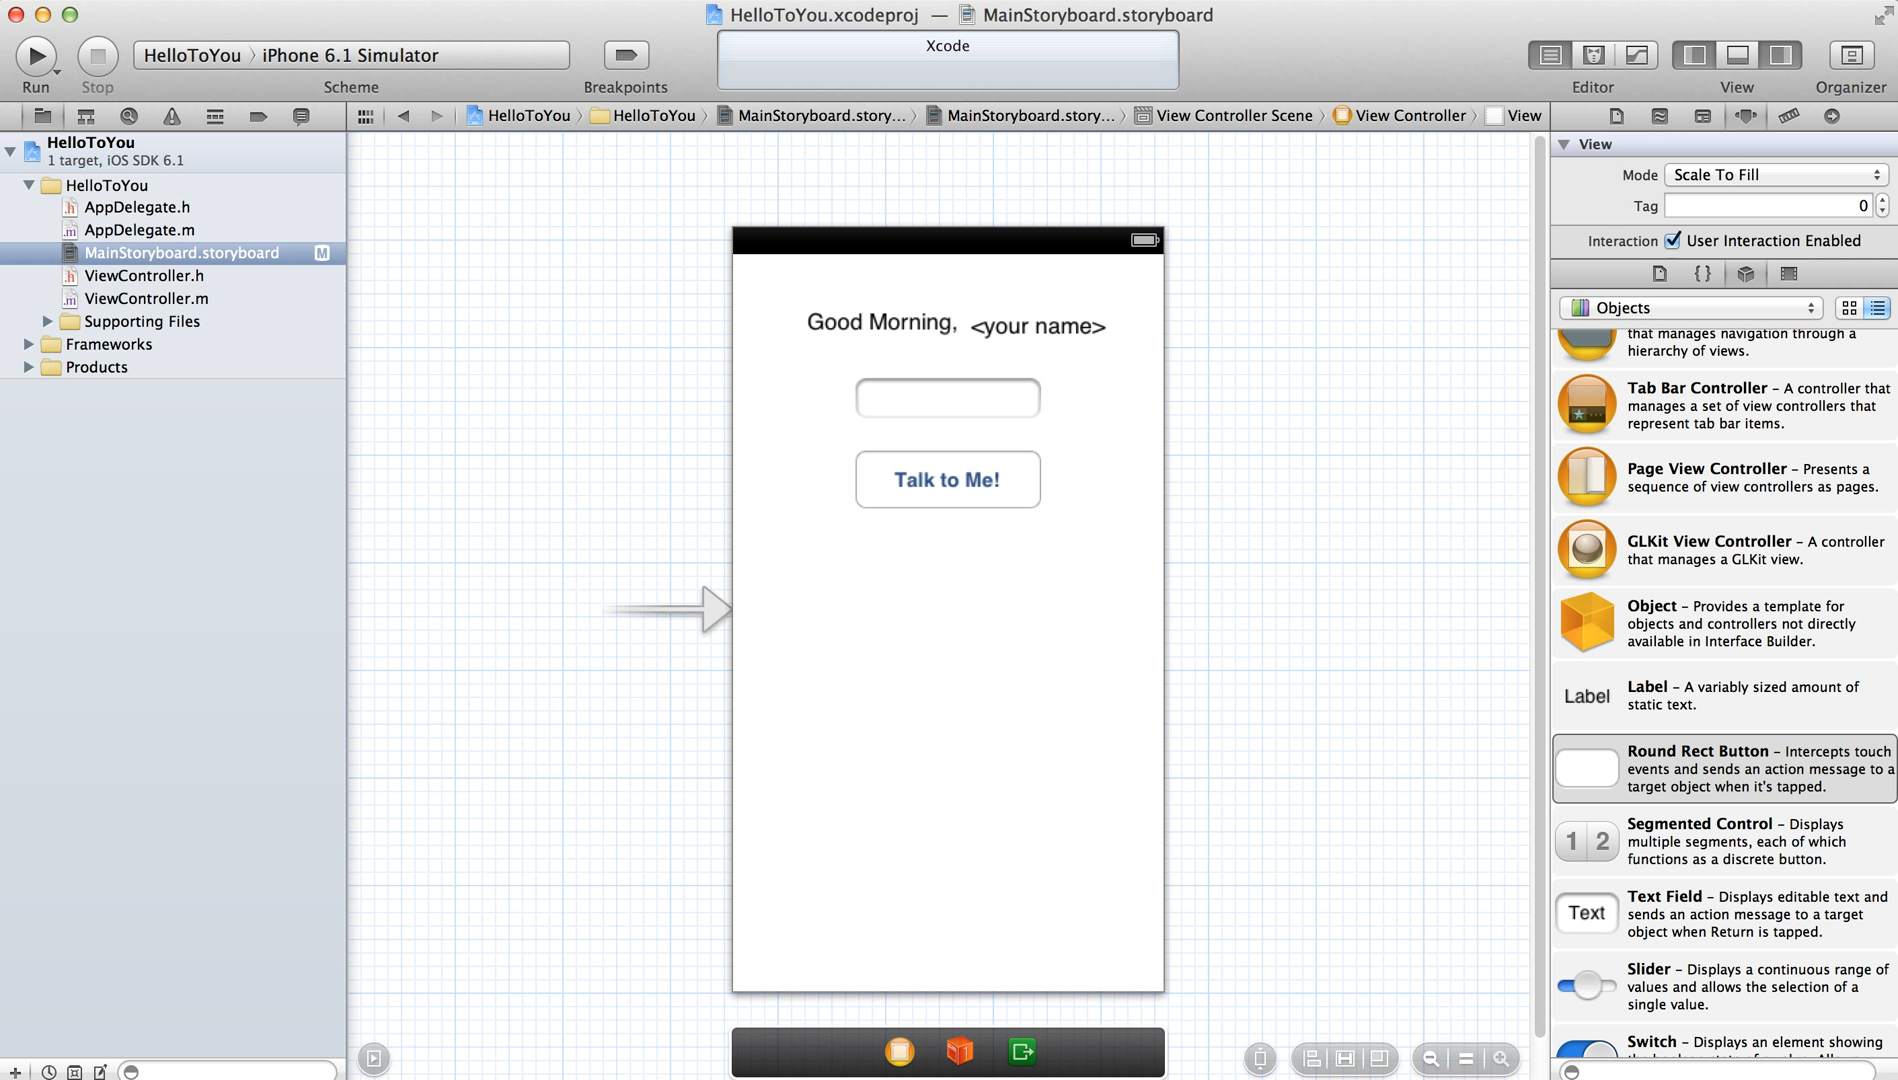 HelloToYou.xcodeproj — MainStoryboard.storyboard
HelloToYou iPhone 6.1 Simulator
Xcode
Run Stop Scheme Breakpoints Editor View Organizer
HelloToYou HelloToYou MainStoryboard.story... MainStoryboard.story... View Controller Scene View Controller View
HelloToYou
1 target, iOS SDK 6.1
HelloToYou
AppDelegate.h
AppDelegate.m
MainStoryboard.storyboard M
ViewController.h
ViewController.m
Supporting Files
Frameworks
Products
Good Morning, <your name>
Talk to Me!
View
Mode Scale To Fill
Tag 0
Interaction User Interaction Enabled
{ }
Objects
that manages navigation through a
hierarchy of views.
Tab Bar Controller – A controller that
manages a set of view controllers that
represent tab bar items.
Page View Controller – Presents a
sequence of view controllers as pages.
GLKit View Controller – A controller
that manages a GLKit view.
Object – Provides a template for
objects and controllers not directly
available in Interface Builder.
Label
Label – A variably sized amount of
static text.
Round Rect Button – Intercepts touch
events and sends an action message to a
target object when it's tapped.
1 2
Segmented Control – Displays
multiple segments, each of which
functions as a discrete button.
Text
Text Field – Displays editable text and
sends an action message to a target
object when Return is tapped.
Slider – Displays a continuous range of
values and allows the selection of a
single value.
Switch – Displays an element showing